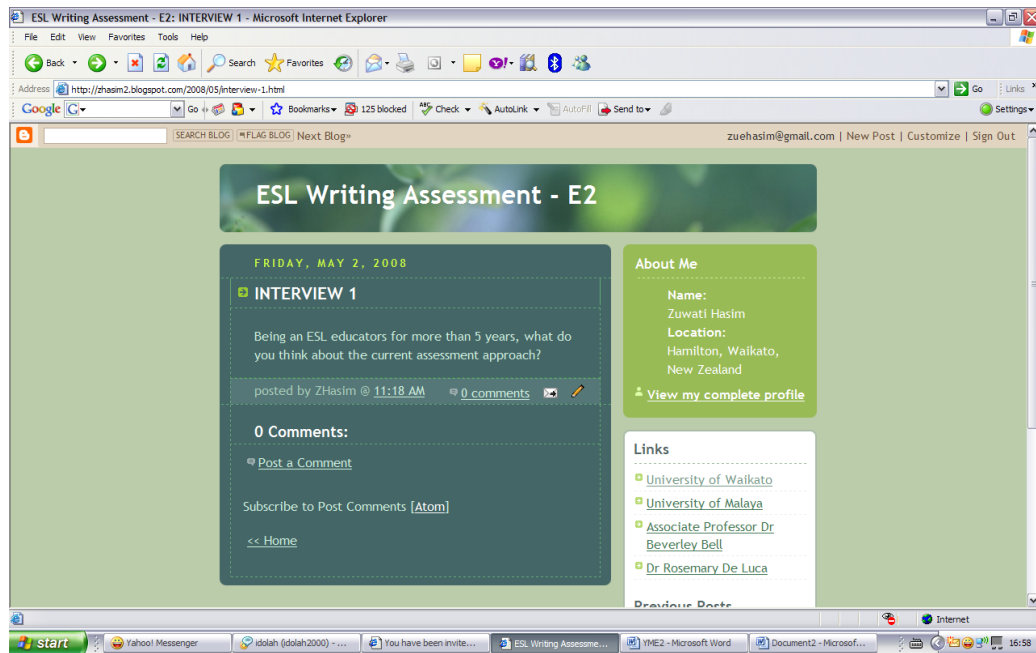 ESL Writing Assessment - E2: INTERVIEW 1 - Microsoft Internet Explorer
File Edit View Favorites Tools Help
Back Search Favorites
Address http://zhasim2.blogspot.com/2008/05/interview-1.html Go Links
Google G Go Bookmarks 125 blocked ABC Check AutoLink AutoFill Send to Settings
SEARCH BLOG FLAG BLOG Next Blog» zuehasim@gmail.com | New Post | Customize | Sign Out
ESL Writing Assessment - E2
FRIDAY, MAY 2, 2008
INTERVIEW 1
Being an ESL educators for more than 5 years, what do
you think about the current assessment approach?
posted by ZHasim @ 11:18 AM 0 comments
0 Comments:
Post a Comment
Subscribe to Post Comments [Atom]
<< Home
About Me
Name:
Zuwati Hasim
Location:
Hamilton, Waikato,
New Zealand
View my complete profile
Links
University of Waikato
University of Malaya
Associate Professor Dr
Beverley Bell
Dr Rosemary De Luca
Previous Posts
Internet
start Yahoo! Messenger idolah (idolah2000) - ... You have been invite... ESL Writing Assessme... YME2 - Microsoft Word Document2 - Microsof... 16:58